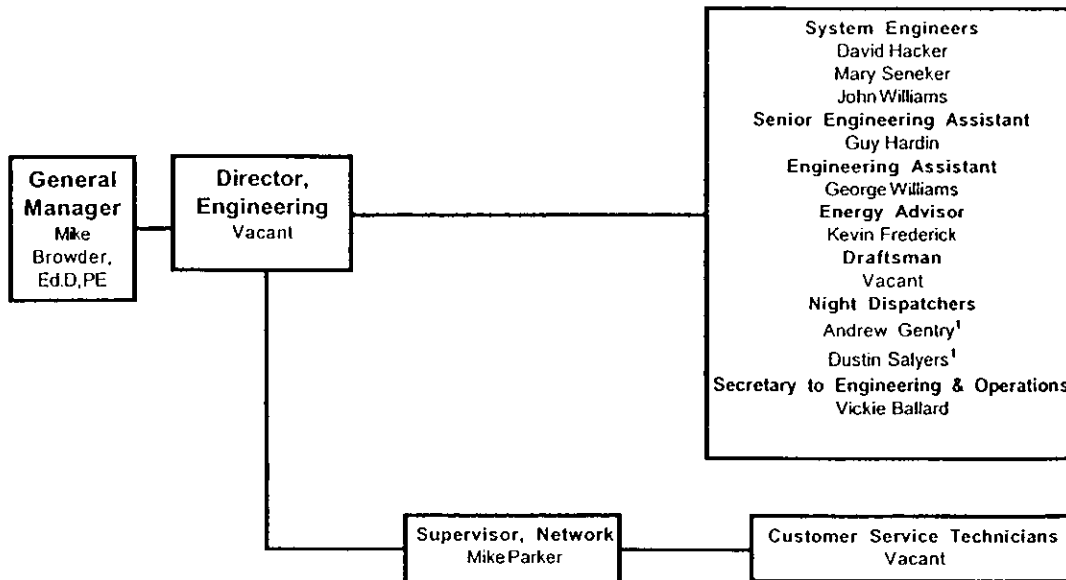 General
Manager
Mike
Browder,
Ed.D,PE
Director,
Engineering
Vacant
System Engineers
David Hacker
Mary Seneker
John Williams
Senior Engineering Assistant
Guy Hardin
Engineering Assistant
George Williams
Energy Advisor
Kevin Frederick
Draftsman
Vacant
Night Dispatchers
Andrew Gentry¹
Dustin Salyers¹
Secretary to Engineering & Operations
Vickie Ballard
Supervisor, Network
Mike Parker
Customer Service Technicians
Vacant